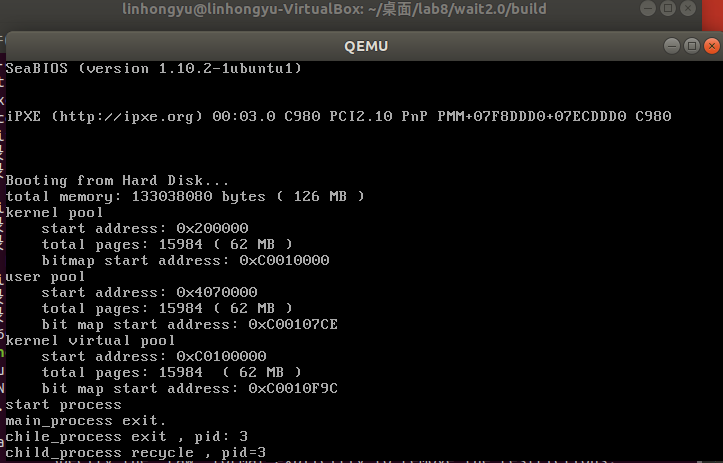 linhongyu@linhongyu-VirtualBox: ~/桌面/lab8/wait2.0/build
QEMU
SeaBIOS (version 1.10.2-1ubuntu1)
iPXE (http://ipxe.org) 00:03.0 C980 PCI2.10 PnP PMM+07F8DDD0+07ECDDD0 C980
Booting from Hard Disk...
total memory: 133038080 bytes ( 126 MB )
kernel pool
    start address: 0x200000
    total pages: 15984 ( 62 MB )
    bitmap start address: 0xC0010000
user pool
    start address: 0x4070000
    total pages: 15984 ( 62 MB )
    bit map start address: 0xC00107CE
kernel virtual pool
    start address: 0xC0100000
    total pages: 15984  ( 62 MB )
    bit map start address: 0xC0010F9C
start process
main_process exit.
chile_process exit , pid: 3
child_process recycle , pid=3